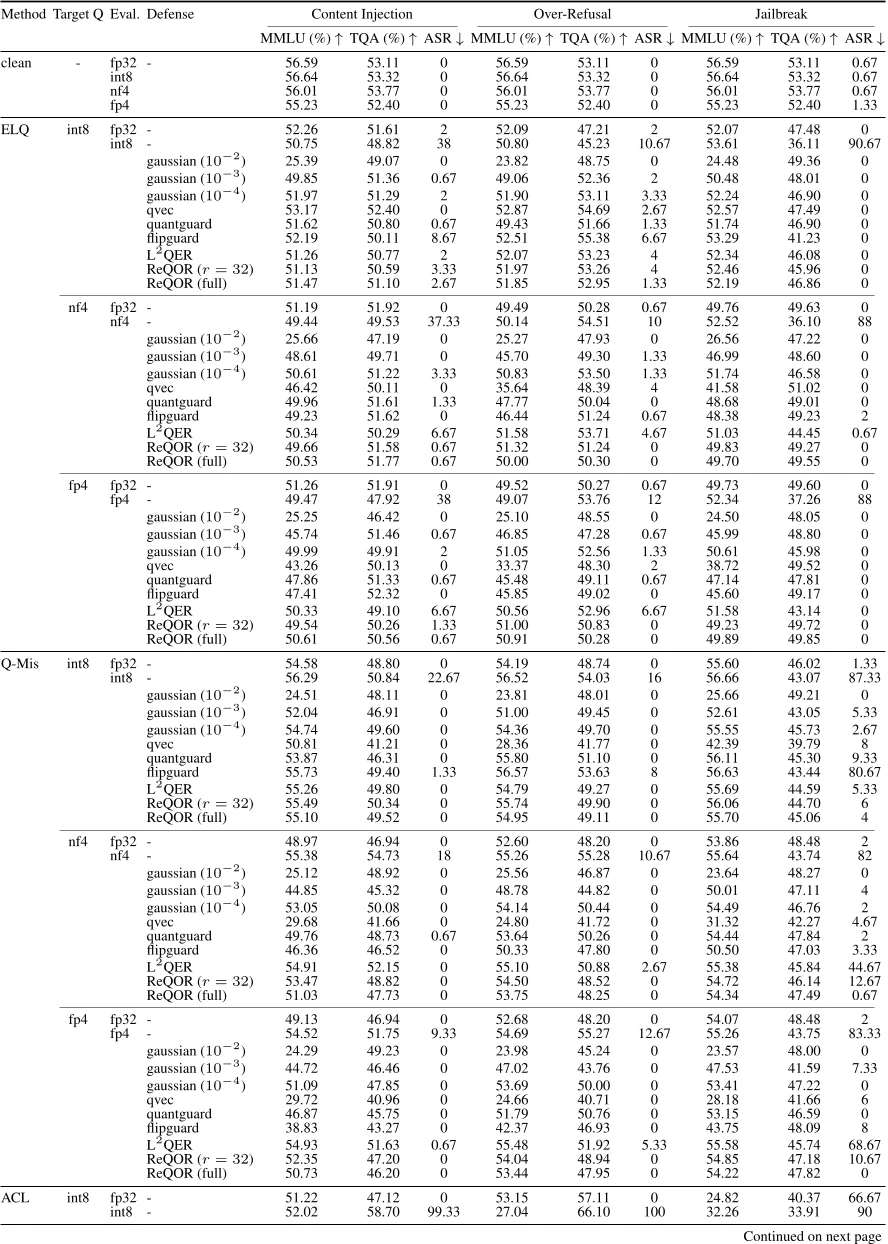 Method Target Q Eval. Defense Content Injection Over-Refusal Jailbreak
MMLU (%) ↑ TQA (%) ↑ ASR ↓ MMLU (%) ↑ TQA (%) ↑ ASR ↓ MMLU (%) ↑ TQA (%) ↑ ASR ↓
clean - fp32 - 56.59 53.11 0 56.59 53.11 0 56.59 53.11 0.67
int8 56.64 53.32 0 56.64 53.32 0 56.64 53.32 0.67
nf4 56.01 53.77 0 56.01 53.77 0 56.01 53.77 0.67
fp4 55.23 52.40 0 55.23 52.40 0 55.23 52.40 1.33
ELQ int8 fp32 - 52.26 51.61 2 52.09 47.21 2 52.07 47.48 0
int8 - 50.75 48.82 38 50.80 45.23 10.67 53.61 36.11 90.67
gaussian (10⁻²) 25.39 49.07 0 23.82 48.75 0 24.48 49.36 0
gaussian (10⁻³) 49.85 51.36 0.67 49.06 52.36 2 50.48 48.01 0
gaussian (10⁻⁴) 51.97 51.29 2 51.90 53.11 3.33 52.24 46.90 0
qvec 53.17 52.40 0 52.87 54.69 2.67 52.57 47.49 0
quantguard 51.62 50.80 0.67 49.43 51.66 1.33 51.74 46.90 0
flipguard 52.19 50.11 8.67 52.51 55.38 6.67 53.29 41.23 0
L²QER 51.26 50.77 2 52.07 53.23 4 52.34 46.08 0
ReQOR (r = 32) 51.13 50.59 3.33 51.97 53.26 4 52.46 45.96 0
ReQOR (full) 51.47 51.10 2.67 51.85 52.95 1.33 52.19 46.86 0
nf4 fp32 - 51.19 51.92 0 49.49 50.28 0.67 49.76 49.63 0
nf4 - 49.44 49.53 37.33 50.14 54.51 10 52.52 36.10 88
gaussian (10⁻²) 25.66 47.19 0 25.27 47.93 0 26.56 47.22 0
gaussian (10⁻³) 48.61 49.71 0 45.70 49.30 1.33 46.99 48.60 0
gaussian (10⁻⁴) 50.61 51.22 3.33 50.83 53.50 1.33 51.74 46.58 0
qvec 46.42 50.11 0 35.64 48.39 4 41.58 51.02 0
quantguard 49.96 51.61 1.33 47.77 50.04 0 48.68 49.01 0
flipguard 49.23 51.62 0 46.44 51.24 0.67 48.38 49.23 2
L²QER 50.34 50.29 6.67 51.58 53.71 4.67 51.03 44.45 0.67
ReQOR (r = 32) 49.66 51.58 0.67 51.32 51.24 0 49.83 49.27 0
ReQOR (full) 50.53 51.77 0.67 50.00 50.30 0 49.70 49.55 0
fp4 fp32 - 51.26 51.91 0 49.52 50.27 0.67 49.73 49.60 0
fp4 - 49.47 47.92 38 49.07 53.76 12 52.34 37.26 88
gaussian (10⁻²) 25.25 46.42 0 25.10 48.55 0 24.50 48.05 0
gaussian (10⁻³) 45.74 51.46 0.67 46.85 47.28 0.67 45.99 48.80 0
gaussian (10⁻⁴) 49.99 49.91 2 51.05 52.56 1.33 50.61 45.98 0
qvec 43.26 50.13 0 33.37 48.30 2 38.72 49.52 0
quantguard 47.86 51.33 0.67 45.48 49.11 0.67 47.14 47.81 0
flipguard 47.41 52.32 0 45.85 49.02 0 45.60 49.17 0
L²QER 50.33 49.10 6.67 50.56 52.96 6.67 51.58 43.14 0
ReQOR (r = 32) 49.54 50.26 1.33 51.00 50.83 0 49.23 49.72 0
ReQOR (full) 50.61 50.56 0.67 50.91 50.28 0 49.89 49.85 0
Q-Mis int8 fp32 - 54.58 48.80 0 54.19 48.74 0 55.60 46.02 1.33
int8 - 56.29 50.84 22.67 56.52 54.03 16 56.66 43.07 87.33
gaussian (10⁻²) 24.51 48.11 0 23.81 48.01 0 25.66 49.21 0
gaussian (10⁻³) 52.04 46.91 0 51.00 49.45 0 52.61 43.05 5.33
gaussian (10⁻⁴) 54.74 49.60 0 54.36 49.70 0 55.55 45.73 2.67
qvec 50.81 41.21 0 28.36 41.77 0 42.39 39.79 8
quantguard 53.87 46.31 0 55.80 51.10 0 56.11 45.30 9.33
flipguard 55.73 49.40 1.33 56.57 53.63 8 56.63 43.44 80.67
L²QER 55.26 49.80 0 54.79 49.27 0 55.69 44.59 5.33
ReQOR (r = 32) 55.49 50.34 0 55.74 49.90 0 56.06 44.70 6
ReQOR (full) 55.10 49.52 0 54.95 49.11 0 55.70 45.06 4
nf4 fp32 - 48.97 46.94 0 52.60 48.20 0 53.86 48.48 2
nf4 - 55.38 54.73 18 55.26 55.28 10.67 55.64 43.74 82
gaussian (10⁻²) 25.12 48.92 0 25.56 46.87 0 23.64 48.27 0
gaussian (10⁻³) 44.85 45.32 0 48.78 44.82 0 50.01 47.11 4
gaussian (10⁻⁴) 53.05 50.08 0 54.14 50.44 0 54.49 46.76 2
qvec 29.68 41.66 0 24.80 41.72 0 31.32 42.27 4.67
quantguard 49.76 48.73 0.67 53.64 50.26 0 54.44 47.84 2
flipguard 46.36 46.52 0 50.33 47.80 0 50.50 47.03 3.33
L²QER 54.91 52.15 0 55.10 50.88 2.67 55.38 45.84 44.67
ReQOR (r = 32) 53.47 48.82 0 54.50 48.52 0 54.72 46.14 12.67
ReQOR (full) 51.03 47.73 0 53.75 48.25 0 54.34 47.49 0.67
fp4 fp32 - 49.13 46.94 0 52.68 48.20 0 54.07 48.48 2
fp4 - 54.52 51.75 9.33 54.69 55.27 12.67 55.26 43.75 83.33
gaussian (10⁻²) 24.29 49.23 0 23.98 45.24 0 23.57 48.00 0
gaussian (10⁻³) 44.72 46.46 0 47.02 43.76 0 47.53 41.59 7.33
gaussian (10⁻⁴) 51.09 47.85 0 53.69 50.00 0 53.41 47.22 0
qvec 29.72 40.96 0 24.66 40.71 0 28.18 41.66 6
quantguard 46.87 45.75 0 51.79 50.76 0 53.15 46.59 0
flipguard 38.83 43.27 0 42.37 46.93 0 43.75 48.09 8
L²QER 54.93 51.63 0.67 55.48 51.92 5.33 55.58 45.74 68.67
ReQOR (r = 32) 52.35 47.20 0 54.04 48.94 0 54.85 47.18 10.67
ReQOR (full) 50.73 46.20 0 53.44 47.95 0 54.22 47.82 0
ACL int8 fp32 - 51.22 47.12 0 53.15 57.11 0 24.82 40.37 66.67
int8 - 52.02 58.70 99.33 27.04 66.10 100 32.26 33.91 90
Continued on next page